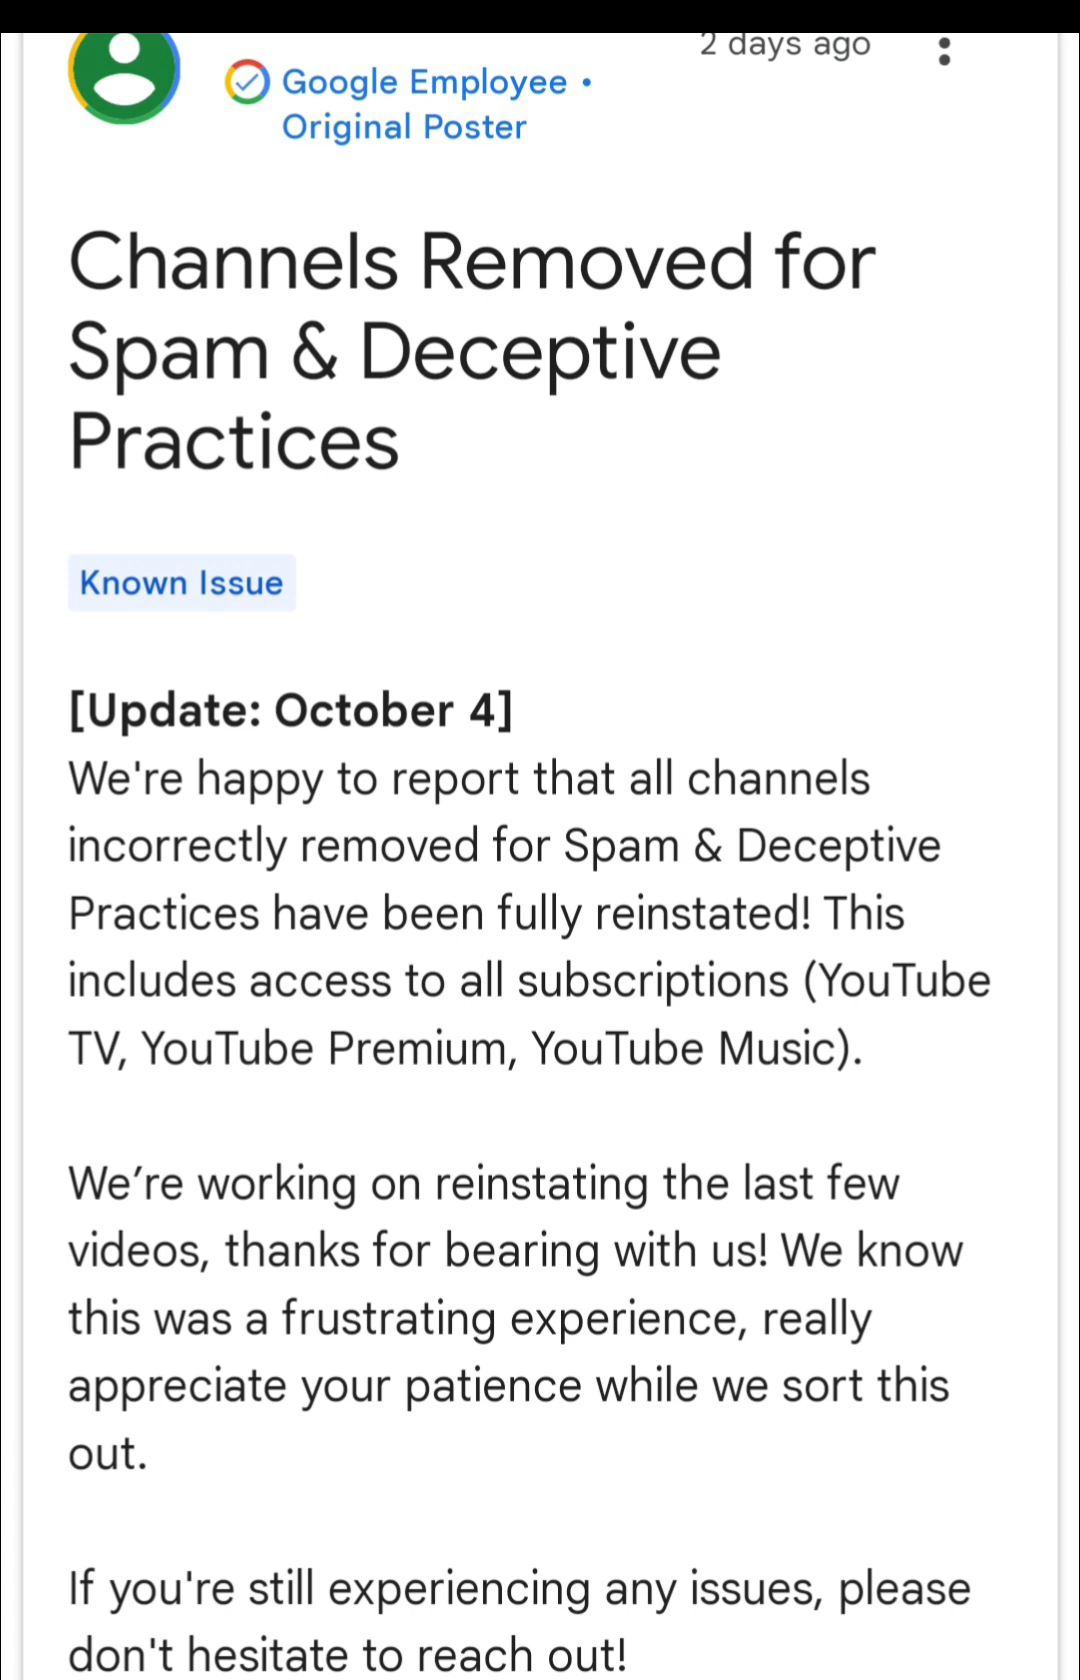 2 days ago
Google Employee •
Original Poster
Channels Removed for
Spam & Deceptive
Practices
Known Issue
[Update: October 4]
We're happy to report that all channels
incorrectly removed for Spam & Deceptive
Practices have been fully reinstated! This
includes access to all subscriptions (YouTube
TV, YouTube Premium, YouTube Music).
We’re working on reinstating the last few
videos, thanks for bearing with us! We know
this was a frustrating experience, really
appreciate your patience while we sort this
out.
If you're still experiencing any issues, please
don't hesitate to reach out!